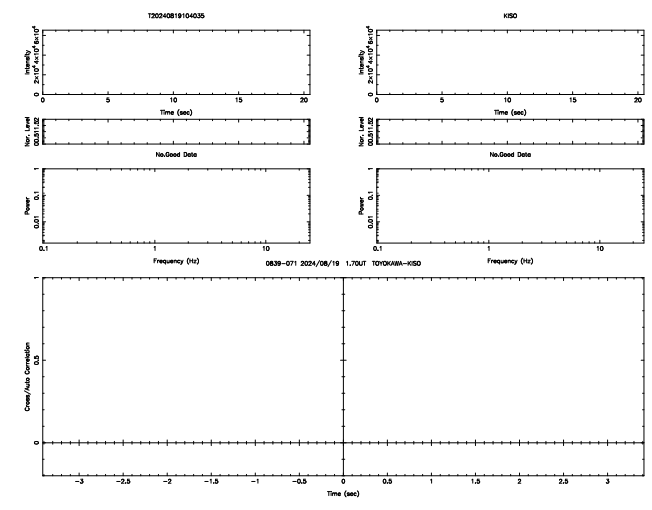 T20240819104035
KISO
Intensity
0 2×10⁴ 4×10⁴ 6×10⁴
0 5 10 15 20
Time (sec)
Intensity
0 2×10⁴ 4×10⁴ 6×10⁴
0 5 10 15 20
Time (sec)
Nor. Level
00.511.52
Nor. Level
00.511.52
No.Good Data
No.Good Data
Power
1
0.1
0.01
0.1 1 10
Frequency (Hz)
Power
1
0.1
0.01
0.1 1 10
Frequency (Hz)
0839-071 2024/08/19 1.70UT TOYOKAWA-KISO
Cross/Auto Correlation
1
0.5
0
-3 -2.5 -2 -1.5 -1 -0.5 0 0.5 1 1.5 2 2.5 3
Time (sec)